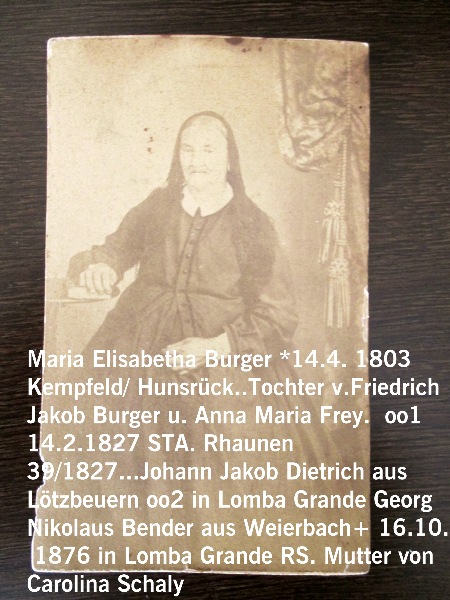 Maria Elisabetha Burger *14.4. 1803
Kempfeld/ Hunsrück..Tochter v.Friedrich
Jakob Burger u. Anna Maria Frey.  oo1
14.2.1827 STA. Rhaunen
39/1827...Johann Jakob Dietrich aus
Lötzbeuern oo2 in Lomba Grande Georg
Nikolaus Bender aus Weierbach+ 16.10.
1876 in Lomba Grande RS. Mutter von
Carolina Schaly